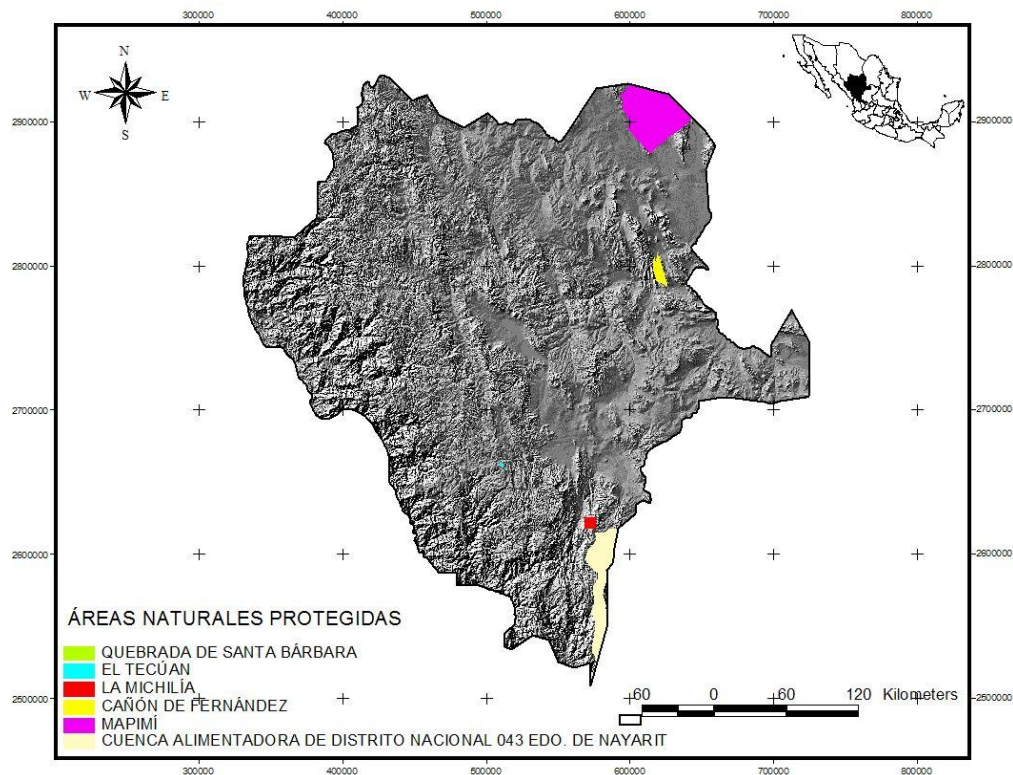 300000 400000 500000 600000 700000 800000
N
W E
S
2900000 2900000
2800000 2800000
2700000 2700000
2600000 2600000
2500000 2500000
ÁREAS NATURALES PROTEGIDAS
QUEBRADA DE SANTA BÁRBARA
EL TECÚAN
LA MICHILÍA
CAÑÓN DE FERNÁNDEZ
MAPIMÍ
CUENCA ALIMENTADORA DE DISTRITO NACIONAL 043 EDO. DE NAYARIT
60 0 60 120 Kilometers
300000 400000 500000 600000 700000 800000